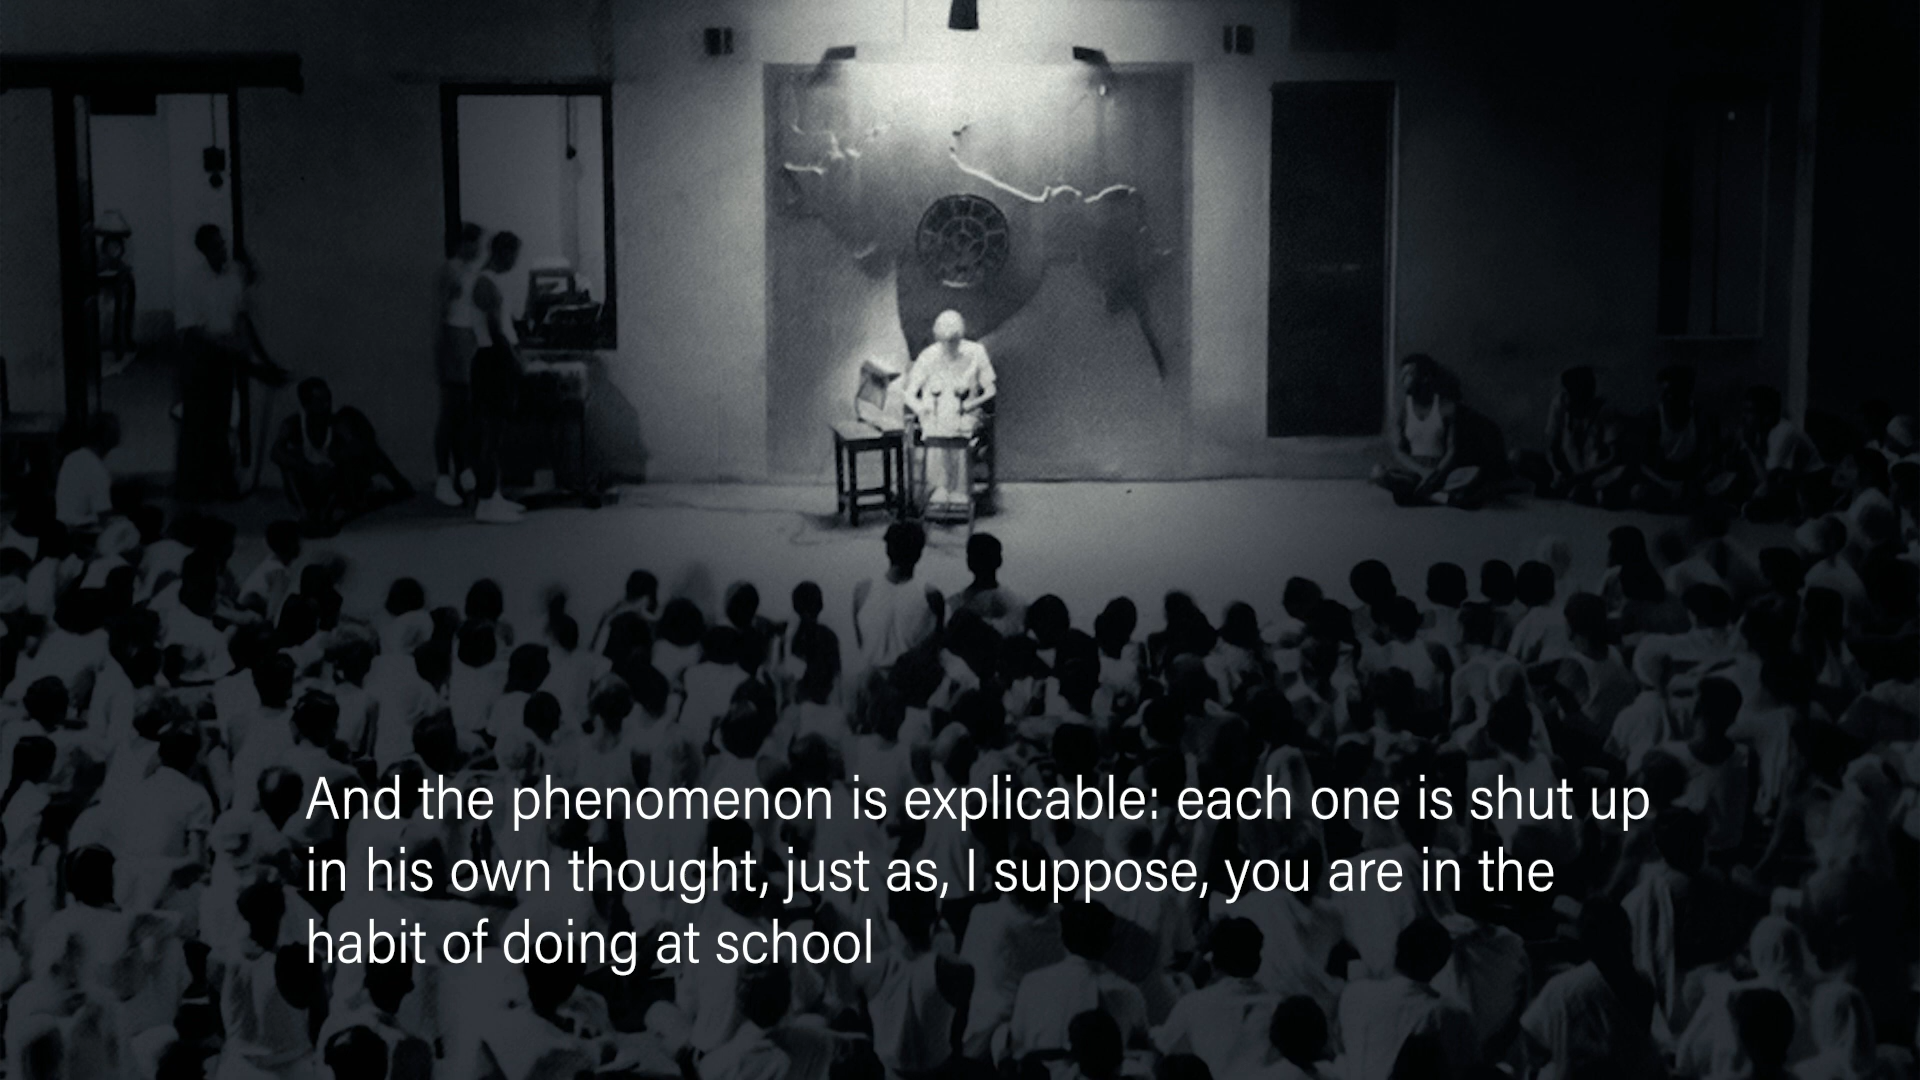 And the phenomenon is explicable: each one is shut up
in his own thought, just as, I suppose, you are in the
habit of doing at school